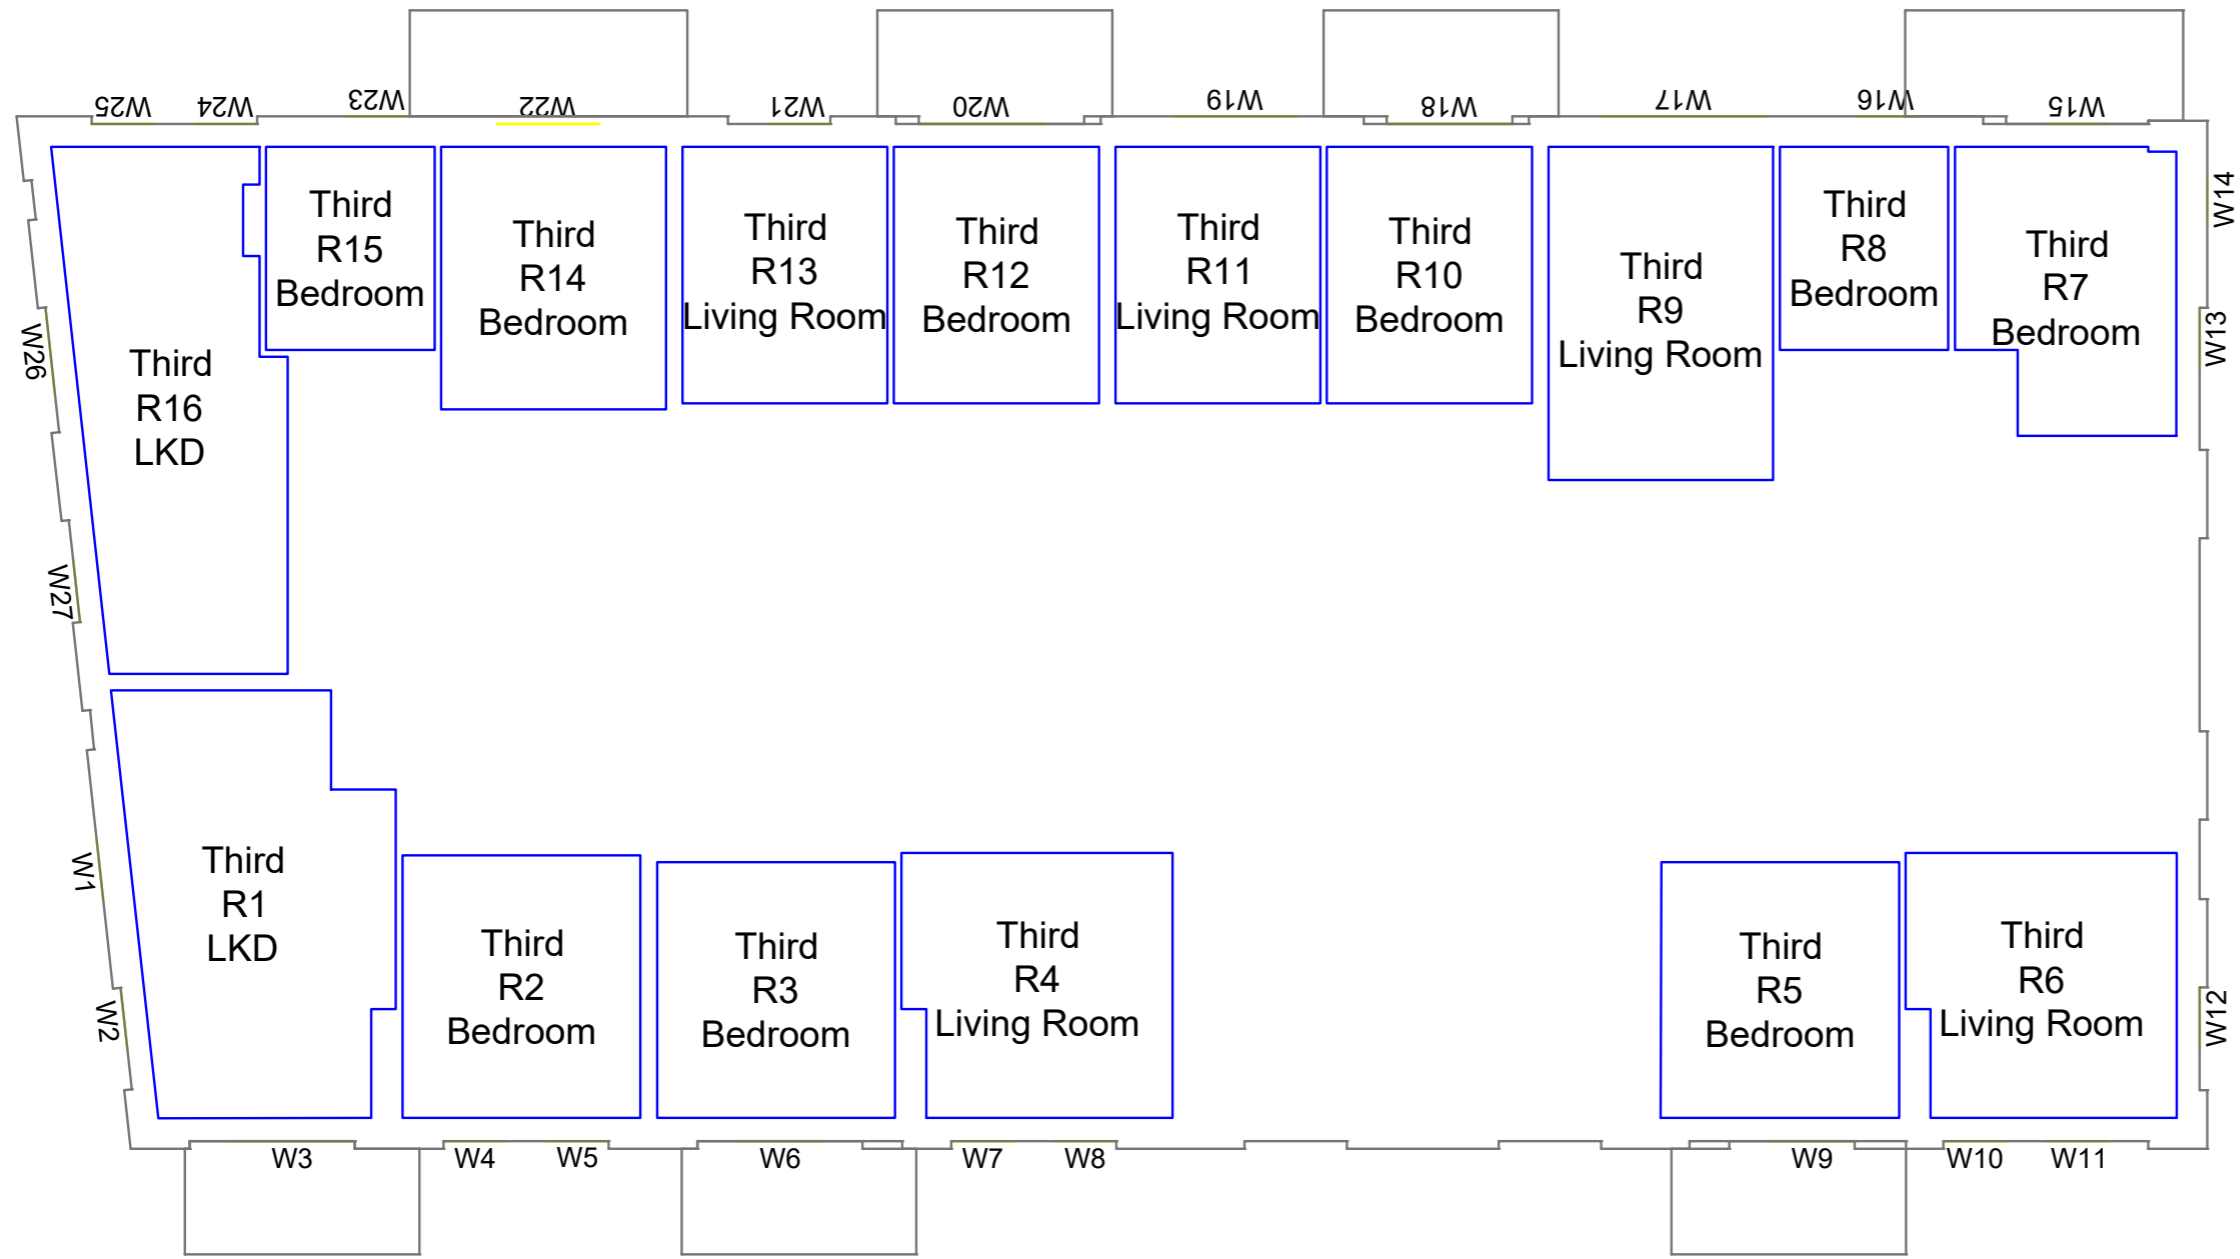 W25
W24
W23
W22
W21
W20
W19
W18
W17
W16
W15
W14
W13
W26
W27
W1
W2
W12
Third
R15
Bedroom
Third
R14
Bedroom
Third
R13
Living Room
Third
R12
Bedroom
Third
R11
Living Room
Third
R10
Bedroom
Third
R9
Living Room
Third
R8
Bedroom
Third
R7
Bedroom
Third
R16
LKD
Third
R1
LKD
Third
R2
Bedroom
Third
R3
Bedroom
Third
R4
Living Room
Third
R5
Bedroom
Third
R6
Living Room
W3
W4
W5
W6
W7
W8
W9
W10
W11